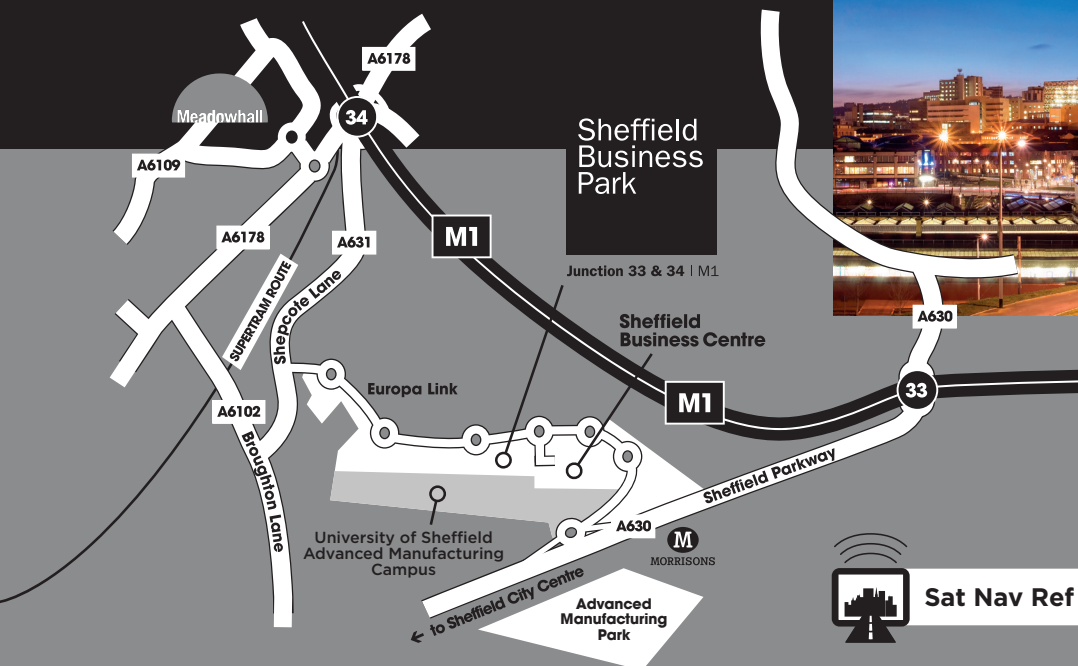 A6178
34
Meadowhall
A6109
Sheffield
Business
Park
A6178
A631
M1
Junction 33 & 34 | M1
SUPERTRAM ROUTE
Shepcote Lane
Sheffield
Business Centre
A630
Europa Link
M1
33
A6102
Broughton Lane
Sheffield Parkway
A630
M
MORRISONS
University of Sheffield
Advanced Manufacturing
Campus
← to Sheffield City Centre
Advanced
Manufacturing
Park
Sat Nav Ref